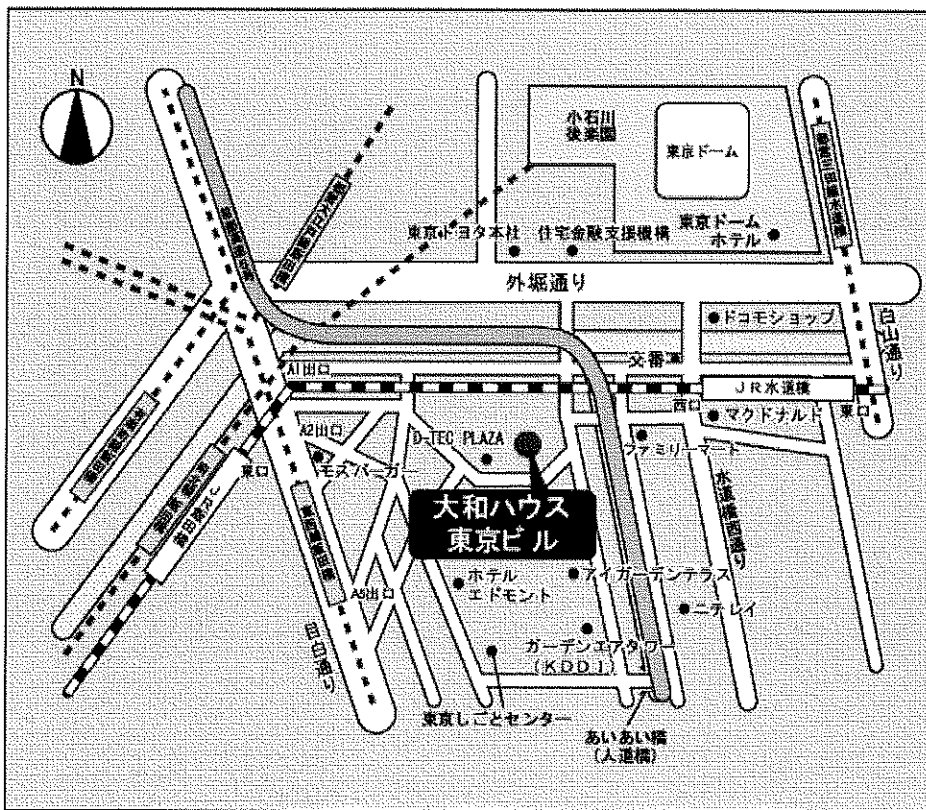 N
小石川
後楽園
東京ドーム
東京トヨタ本社
住宅金融支援機構
東京ドーム
ホテル
外堀通り
ドコモショップ
白山通り
交番
A1出口
JR水道橋
西口
東口
マクドナルド
A2出口
D-TEC PLAZA
ファミリーマート
東口
モスバーガー
大和ハウス
東京ビル
水道橋西通り
ホテル
エドモント
アイガーデンテラス
A5出口
ニチレイ
目白通り
ガーデンエアタワー
(KDDI)
東京しごとセンター
あいあい橋
(人道橋)